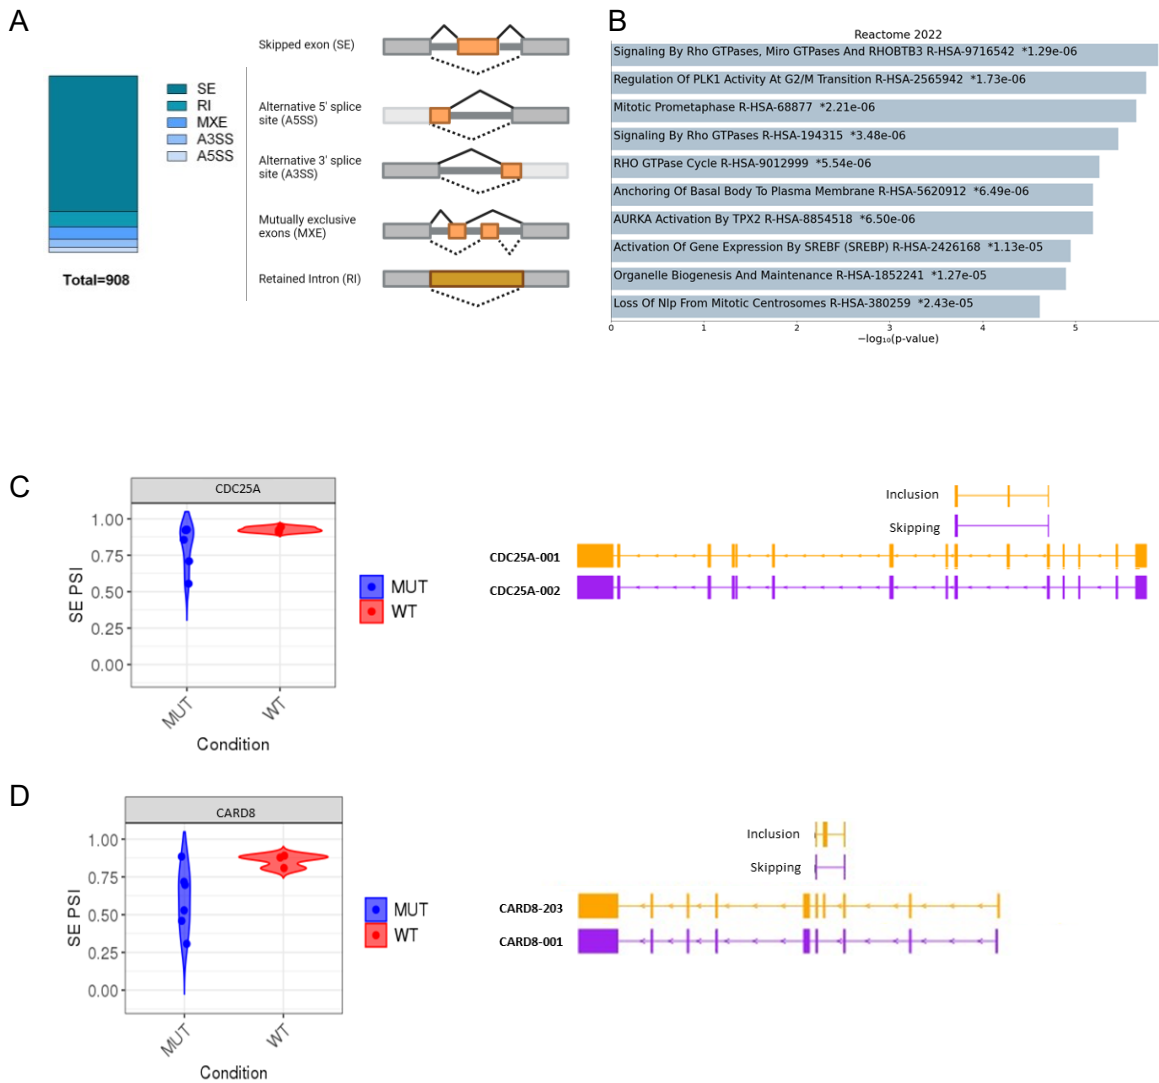 A
SE
RI
MXE
A3SS
A5SS
Total=908
Skipped exon (SE)
Alternative 5' splice
site (A5SS)
Alternative 3' splice
site (A3SS)
Mutually exclusive
exons (MXE)
Retained Intron (RI)
B
Reactome 2022
Signaling By Rho GTPases, Miro GTPases And RHOBTB3 R-HSA-9716542 *1.29e-06
Regulation Of PLK1 Activity At G2/M Transition R-HSA-2565942 *1.73e-06
Mitotic Prometaphase R-HSA-68877 *2.21e-06
Signaling By Rho GTPases R-HSA-194315 *3.48e-06
RHO GTPase Cycle R-HSA-9012999 *5.54e-06
Anchoring Of Basal Body To Plasma Membrane R-HSA-5620912 *6.49e-06
AURKA Activation By TPX2 R-HSA-8854518 *6.50e-06
Activation Of Gene Expression By SREBF (SREBP) R-HSA-2426168 *1.13e-05
Organelle Biogenesis And Maintenance R-HSA-1852241 *1.27e-05
Loss Of Nlp From Mitotic Centrosomes R-HSA-380259 *2.43e-05
0 1 2 3 4 5
−log₁₀(p-value)
C
CDC25A
1.00
0.75
0.50
0.25
0.00
SE PSI
MUT
WT
Condition
MUT
WT
Inclusion
Skipping
CDC25A-001
CDC25A-002
D
CARD8
1.00
0.75
0.50
0.25
0.00
SE PSI
MUT
WT
Condition
MUT
WT
Inclusion
Skipping
CARD8-203
CARD8-001